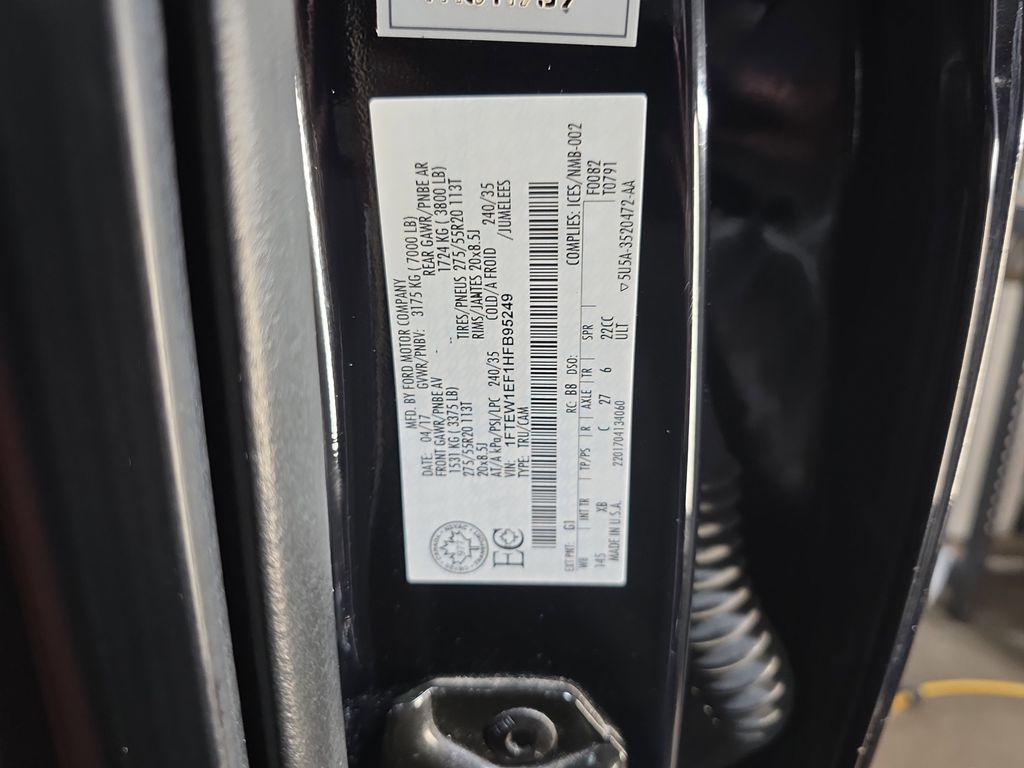 MFD. BY FORD MOTOR COMPANY
DATE: 04/17 GVWR/PNBV: 3175 KG ( 7000 LB)
FRONT GAWR/PNBE AV REAR GAWR/PNBE AR
1531 KG ( 3375 LB) 1724 KG ( 3800 LB)
275/55R20 113T TIRES/PNEUS 275/55R20 113T
20x8.5J RIMS/JANTES 20x8.5J
AT/A kPa/PSI/LPC 240/35 COLD/A FROID 240/35
VIN: 1FTEW1EF1HFB95249 /JUMELEES
TYPE: TRU/CAM
EC
COMPLIES: ICES/NMB-002
EXT PNT: G1 RC: B8 DSO: F0082
T0791
WB INT TR TP/PS R AXLE TR SPR
145 XB C 27 6 22CC
MADE IN U.S.A. 2201704134060 ULT
▽5U5A-3520472-AA